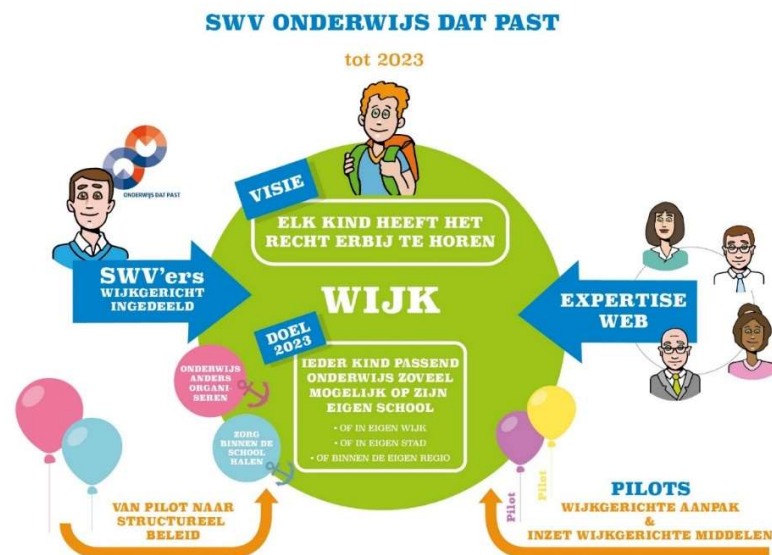 SWV ONDERWIJS DAT PAST
tot 2023
ONDERWIJS DAT PAST
VISIE
ELK KIND HEEFT HET
RECHT ERBIJ TE HOREN
SWV'ers
WIJKGERICHT
INGEDEELD
WIJK
EXPERTISE
WEB
DOEL
2023
IEDER KIND PASSEND
ONDERWIJS ZOVEEL
MOGELIJK OP ZIJN
EIGEN SCHOOL
• OF IN EIGEN WIJK
• OF IN EIGEN STAD
• OF BINNEN DE EIGEN REGIO
ONDERWIJS
ANDERS
ORGANI
SEREN
ZORG
BINNEN DE
SCHOOL
HALEN
VAN PILOT NAAR
STRUCTUREEL
BELEID
Pilot
Pilot
PILOTS
WIJKGERICHTE AANPAK
&
INZET WIJKGERICHTE MIDDELEN